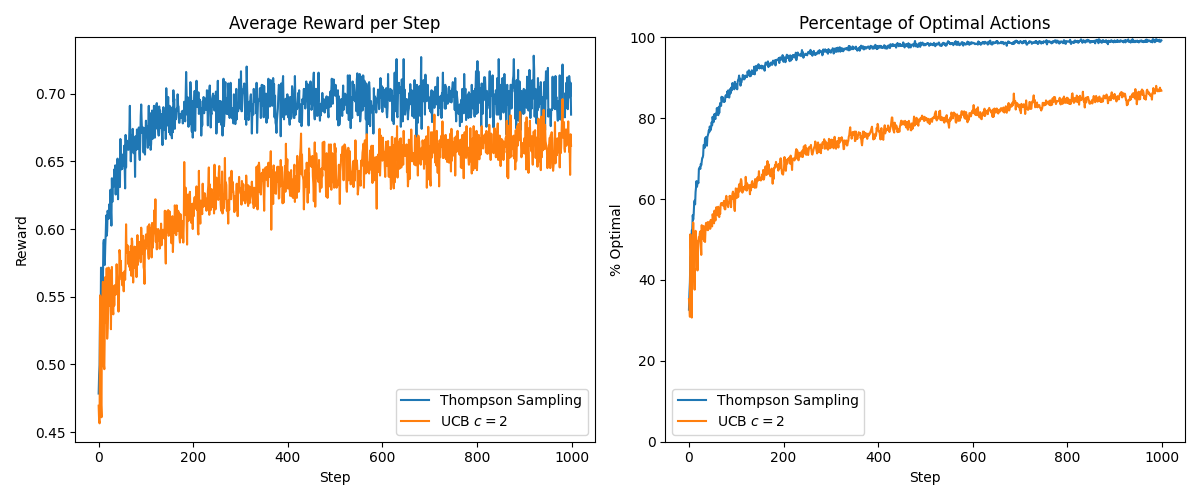 Average Reward per Step
Reward
0.70
0.65
0.60
0.55
0.50
0.45
0
200
400
600
800
1000
Step
Thompson Sampling
UCB c = 2
Percentage of Optimal Actions
% Optimal
100
80
60
40
20
0
0
200
400
600
800
1000
Step
Thompson Sampling
UCB c = 2